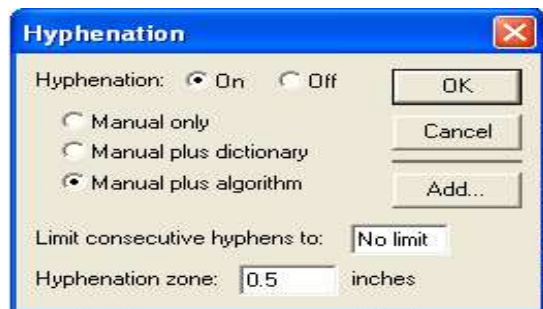 Hyphenation
Hyphenation: On Off OK
Manual only
Cancel
Manual plus dictionary
Manual plus algorithm
Add...
Limit consecutive hyphens to: No limit
Hyphenation zone: 0.5 inches